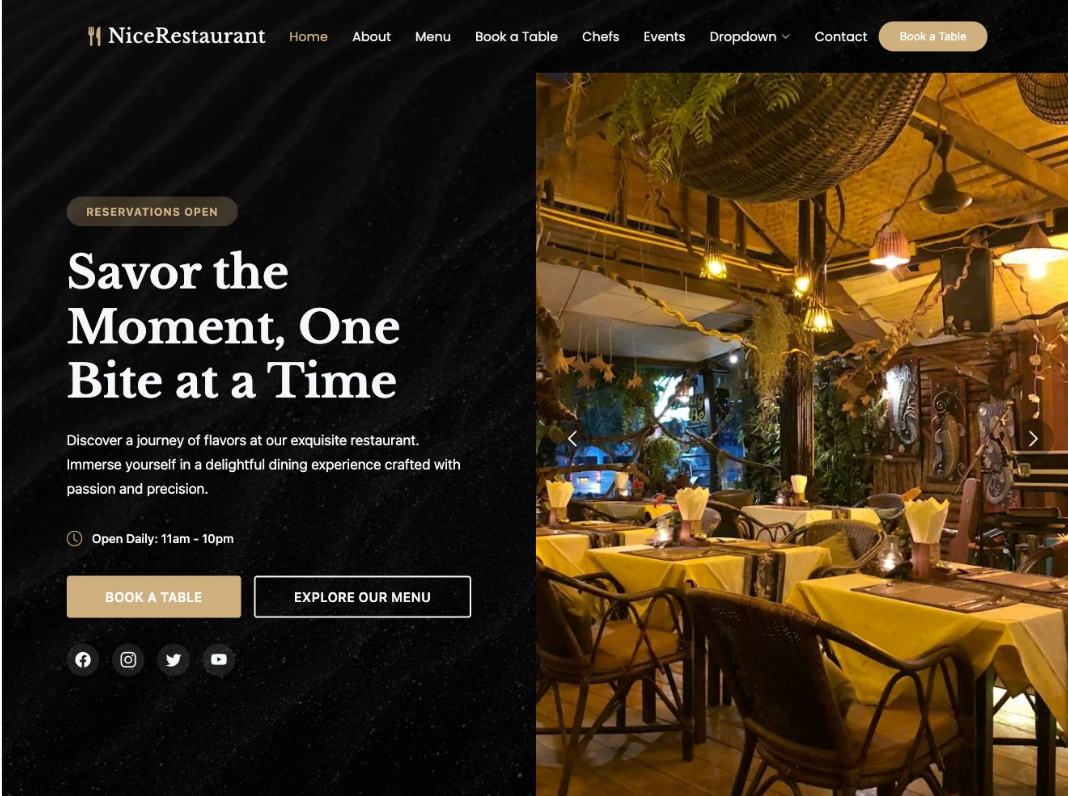 NiceRestaurant Home About Menu Book a Table Chefs Events Dropdown Contact Book a Table
RESERVATIONS OPEN
Savor the
Moment, One
Bite at a Time
Discover a journey of flavors at our exquisite restaurant.
Immerse yourself in a delightful dining experience crafted with
passion and precision.
Open Daily: 11am - 10pm
BOOK A TABLE EXPLORE OUR MENU